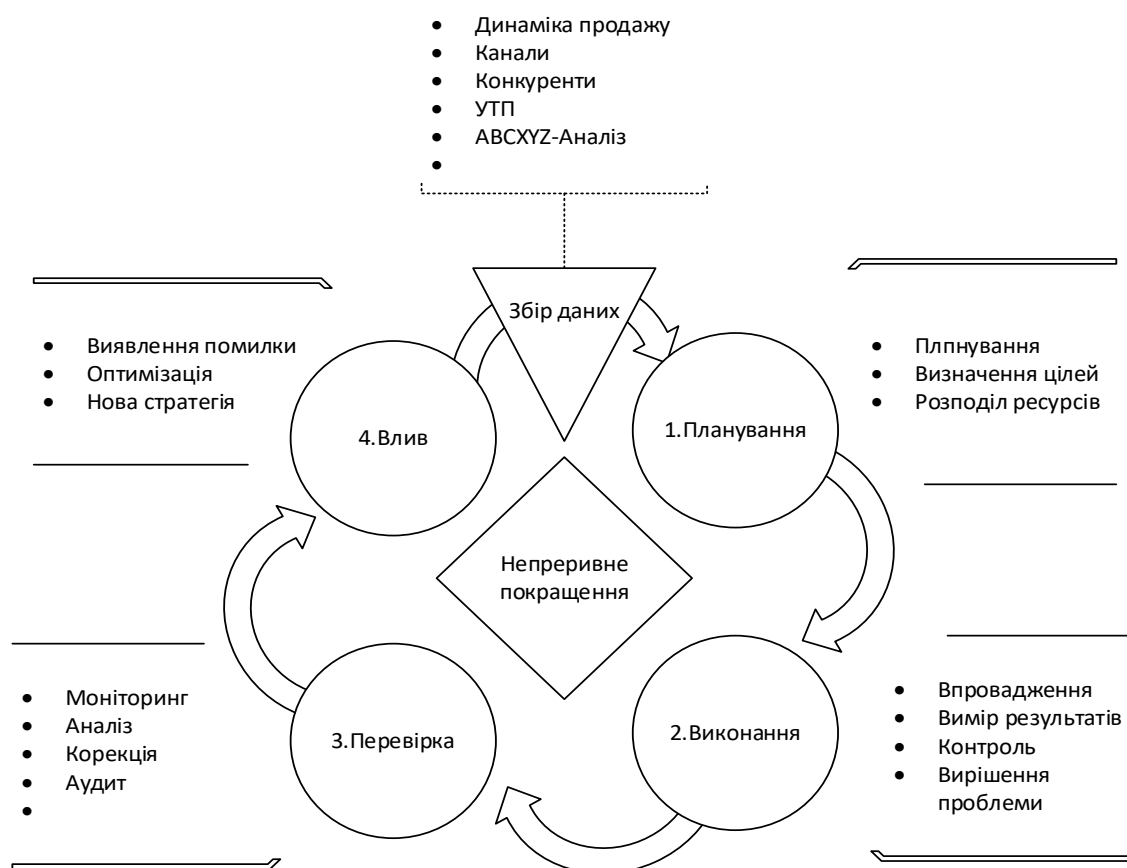 Динаміка продажу
Канали
Конкуренти
УТП
ABCXYZ-Аналіз
Збір даних
Виявлення помилки
Оптимізація
Нова стратегія
Плпнування
Визначення цілей
Розподіл ресурсів
4.Влив
1.Планування
Непреривне
покращення
Моніторинг
Аналіз
Корекція
Аудит
3.Перевірка
2.Виконання
Впровадження
Вимір результатів
Контроль
Вирішення
проблеми